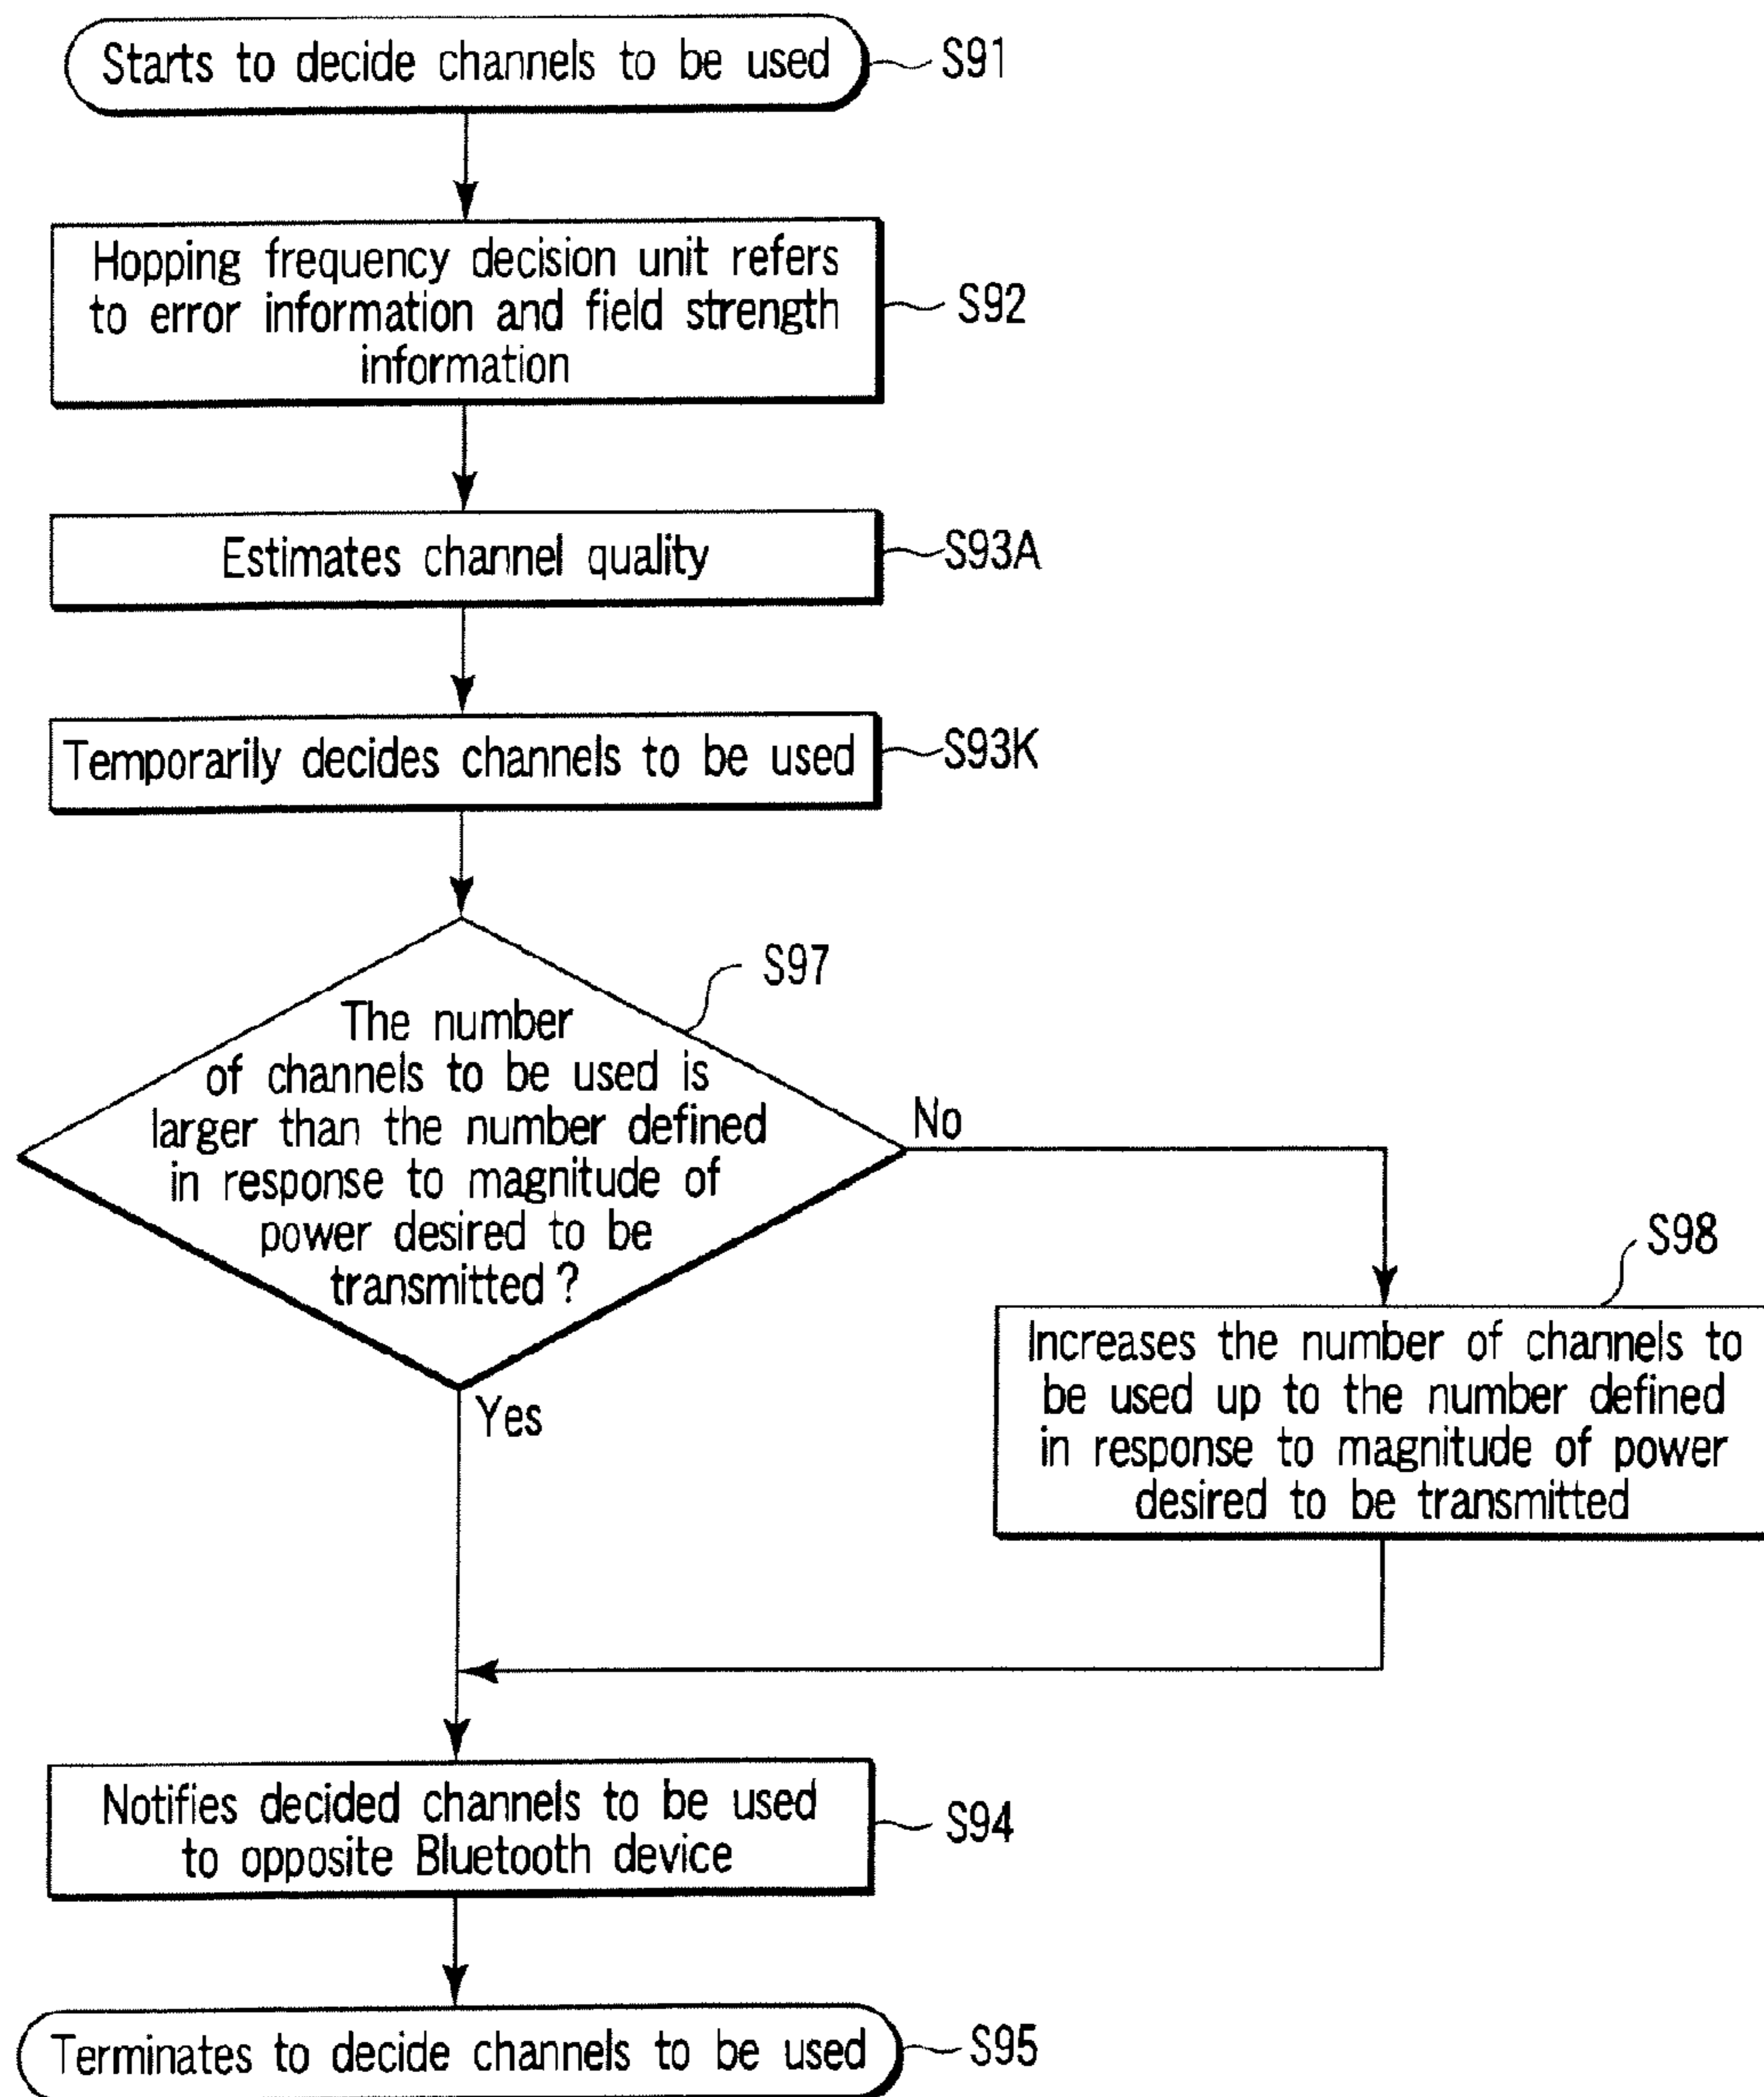 Starts to decide channels to be used
S91
Hopping frequency decision unit refers
to error information and field strength
information
S92
Estimates channel quality
S93A
Temporarily decides channels to be used
S93K
S97
The number
of channels to be used is
larger than the number defined
in response to magnitude of
power desired to be
transmitted?
No
Yes
S98
Increases the number of channels to
be used up to the number defined
in response to magnitude of power
desired to be transmitted
Notifies decided channels to be used
to opposite Bluetooth device
S94
Terminates to decide channels to be used
S95